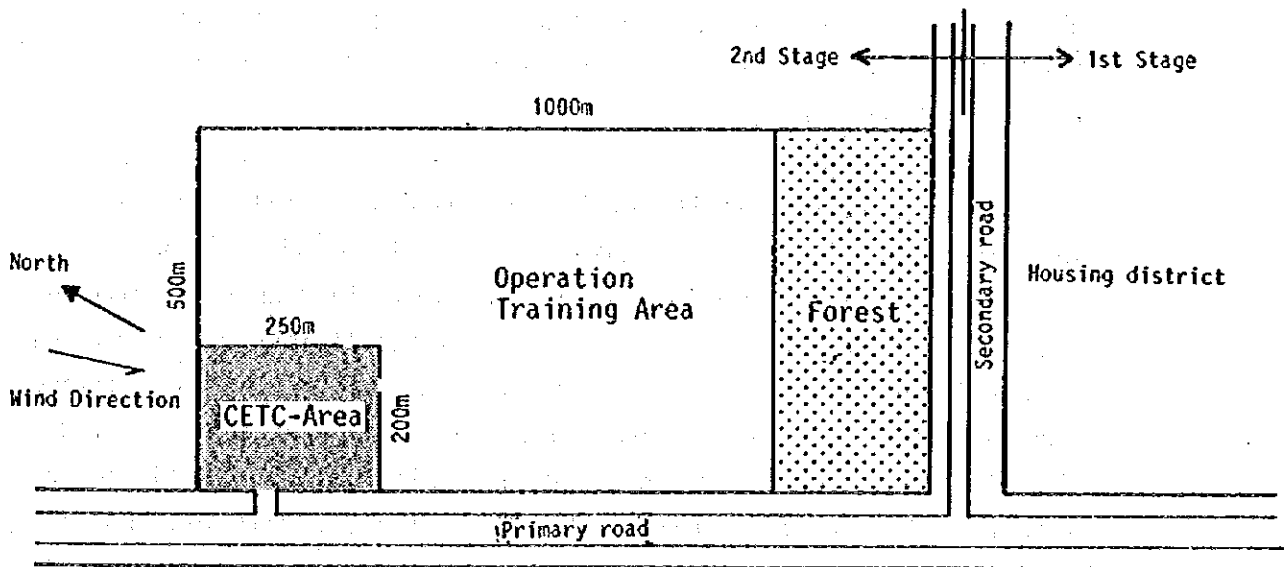 2nd Stage
1st Stage
1000m
North
500m
Operation
Training Area
Forest
Secondary road
Housing district
250m
Wind Direction
CETC-Area
200m
Primary road